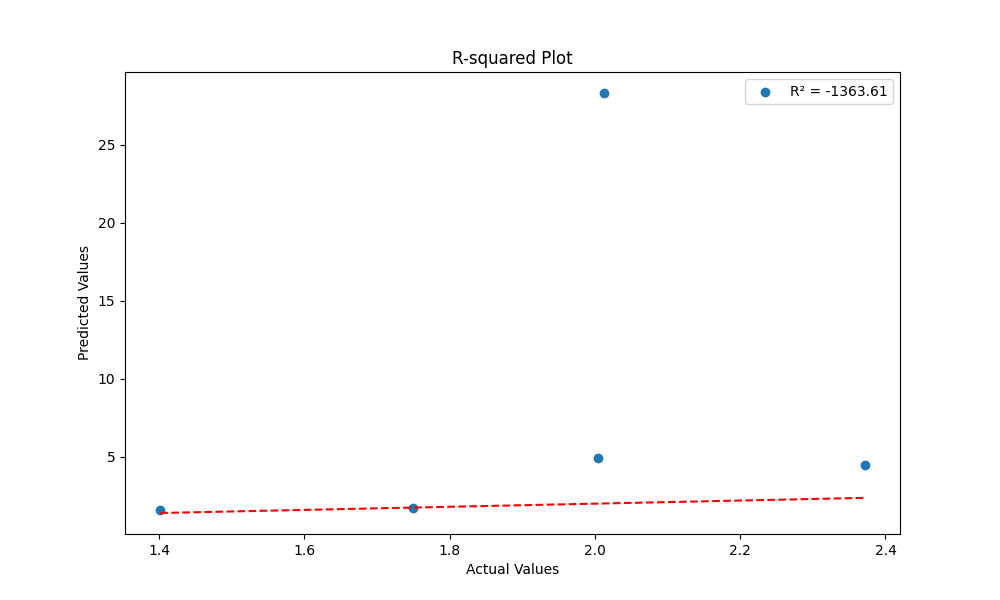 R-squared Plot
R² = -1363.61
25
20
15
10
5
Predicted Values
1.4 1.6 1.8 2.0 2.2 2.4
Actual Values